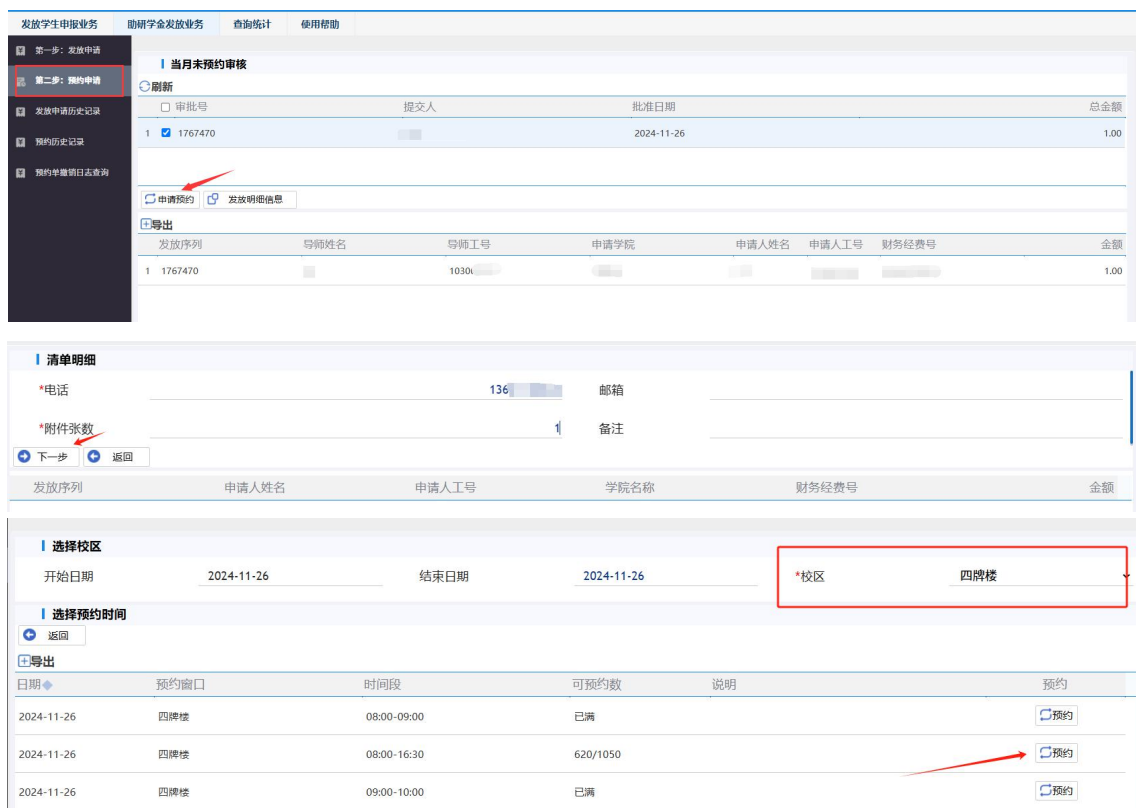 发放学生申报业务 助研学金发放业务 查询统计 使用帮助
第一步：发放申请
第二步：预约申请
发放申请历史记录
预约历史记录
预约单撤销日志查询
当月未预约审核
刷新
审批号 提交人 批准日期 总金额
1 1767470 2024-11-26 1.00
申请预约 发放明细信息
导出
发放序列 导师姓名 导师工号 申请学院 申请人姓名 申请人工号 财务经费号 金额
1 1767470 1030 1.00
清单明细
*电话 136 邮箱
*附件张数 1 备注
下一步 返回
发放序列 申请人姓名 申请人工号 学院名称 财务经费号 金额
选择校区
开始日期 2024-11-26 结束日期 2024-11-26 *校区 四牌楼
选择预约时间
返回
导出
日期 预约窗口 时间段 可预约数 说明 预约
2024-11-26 四牌楼 08:00-09:00 已满 预约
2024-11-26 四牌楼 08:00-16:30 620/1050 预约
2024-11-26 四牌楼 09:00-10:00 已满 预约